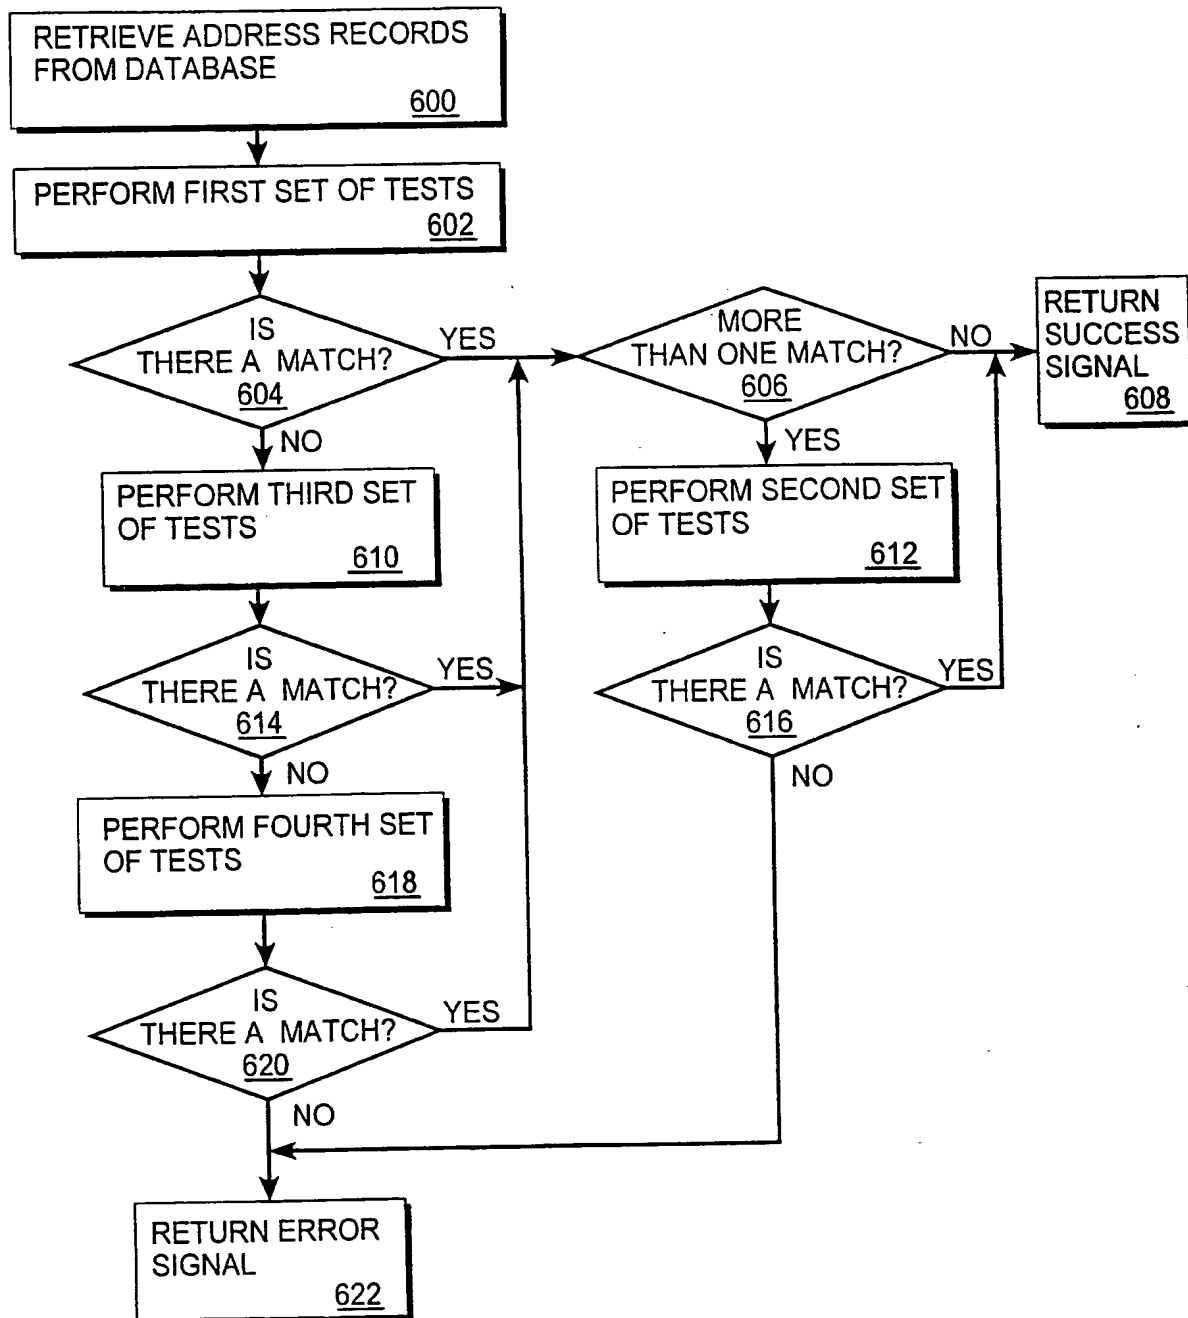 RETRIEVE ADDRESS RECORDS
FROM DATABASE
600
PERFORM FIRST SET OF TESTS
602
IS
THERE A MATCH?
604
YES
NO
MORE
THAN ONE MATCH?
606
NO
YES
RETURN
SUCCESS
SIGNAL
608
PERFORM THIRD SET
OF TESTS
610
PERFORM SECOND SET
OF TESTS
612
IS
THERE A MATCH?
614
YES
NO
IS
THERE A MATCH?
616
YES
NO
PERFORM FOURTH SET
OF TESTS
618
IS
THERE A MATCH?
620
YES
NO
RETURN ERROR
SIGNAL
622